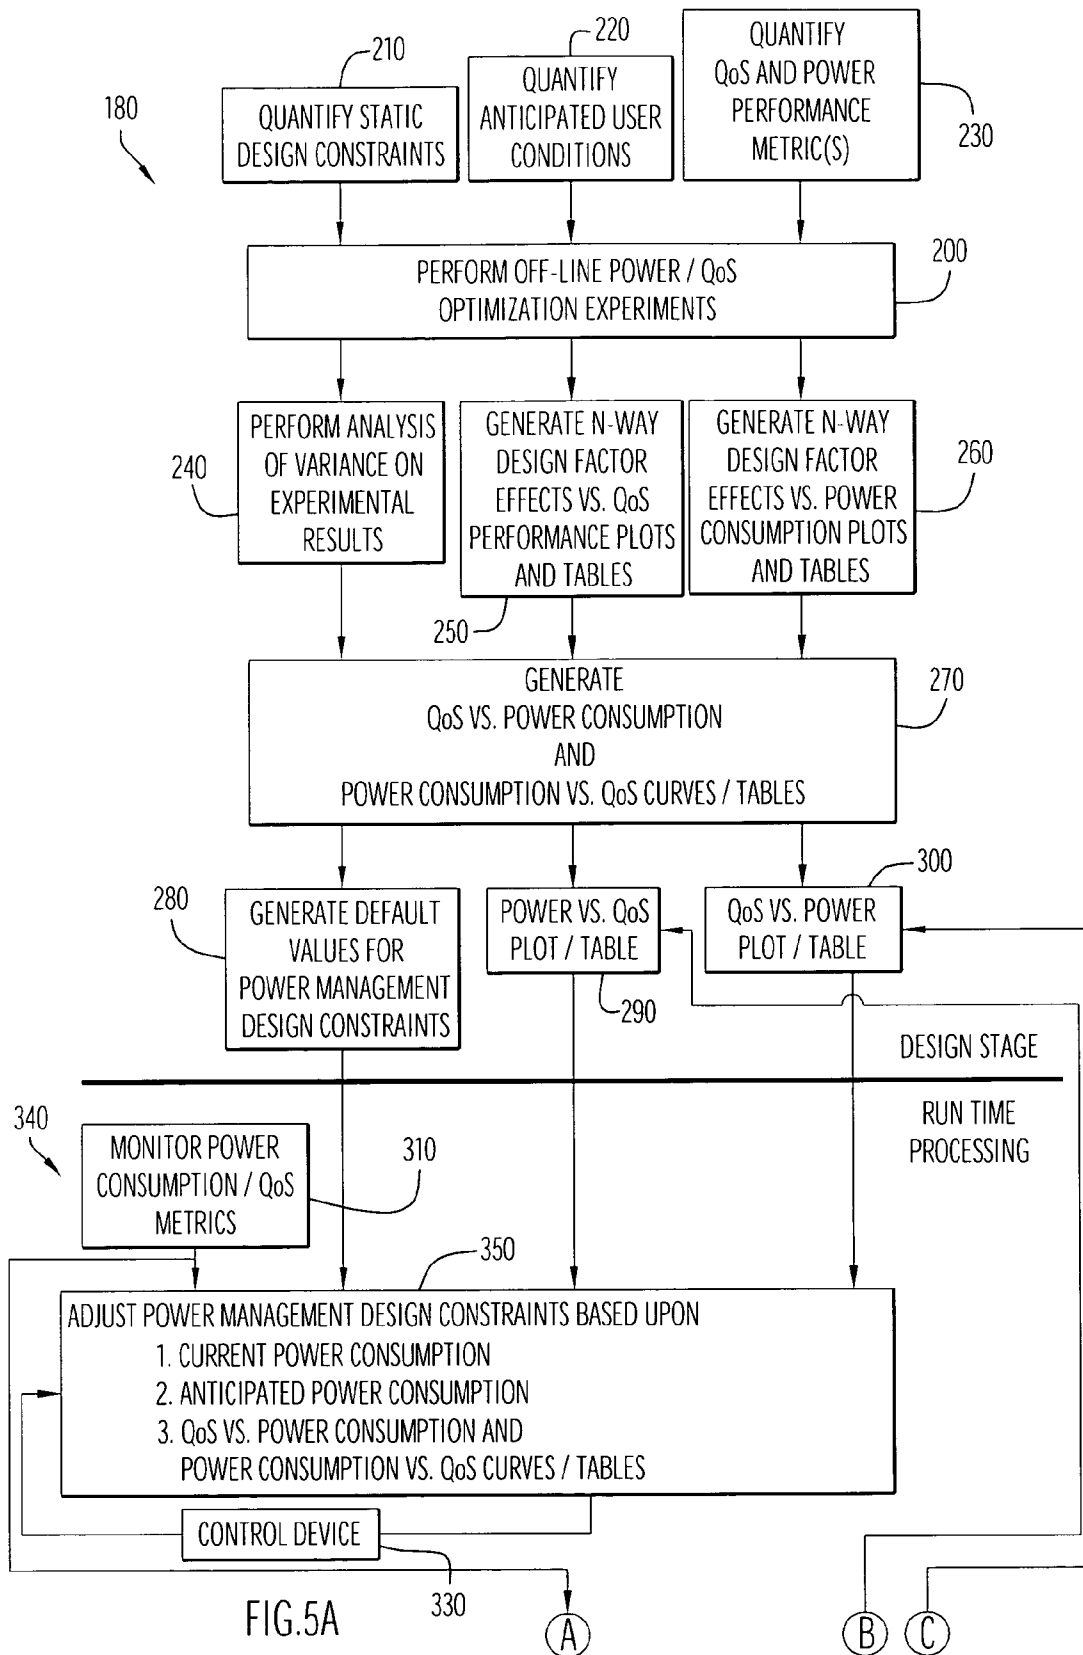 180
210
QUANTIFY STATIC
DESIGN CONSTRAINTS
220
QUANTIFY
ANTICIPATED USER
CONDITIONS
QUANTIFY
QoS AND POWER
PERFORMANCE
METRIC(S)
230
PERFORM OFF-LINE POWER / QoS
OPTIMIZATION EXPERIMENTS
200
PERFORM ANALYSIS
OF VARIANCE ON
EXPERIMENTAL
RESULTS
240
GENERATE N-WAY
DESIGN FACTOR
EFFECTS VS. QoS
PERFORMANCE PLOTS
AND TABLES
250
GENERATE N-WAY
DESIGN FACTOR
EFFECTS VS. POWER
CONSUMPTION PLOTS
AND TABLES
260
GENERATE
QoS VS. POWER CONSUMPTION
AND
POWER CONSUMPTION VS. QoS CURVES / TABLES
270
280
GENERATE DEFAULT
VALUES FOR
POWER MANAGEMENT
DESIGN CONSTRAINTS
POWER VS. QoS
PLOT / TABLE
290
300
QoS VS. POWER
PLOT / TABLE
DESIGN STAGE
RUN TIME
PROCESSING
340
MONITOR POWER
CONSUMPTION / QoS
METRICS
310
350
ADJUST POWER MANAGEMENT DESIGN CONSTRAINTS BASED UPON
1. CURRENT POWER CONSUMPTION
2. ANTICIPATED POWER CONSUMPTION
3. QoS VS. POWER CONSUMPTION AND
POWER CONSUMPTION VS. QoS CURVES / TABLES
CONTROL DEVICE
330
FIG.5A
A
B
C